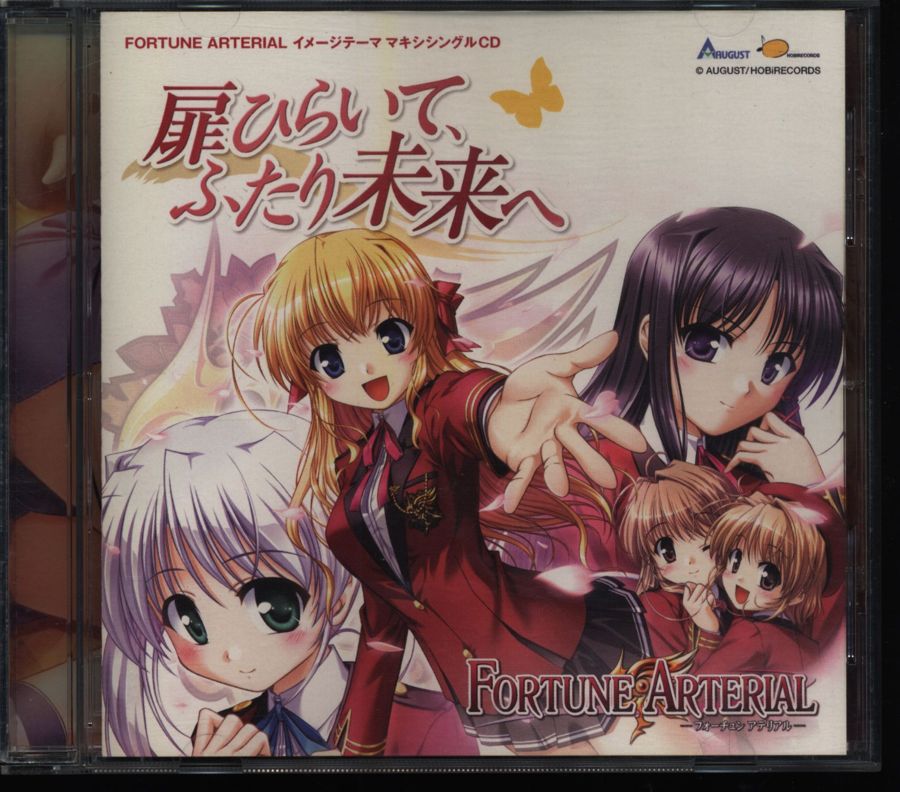 FORTUNE ARTERIAL イメージテーマ マキシシングルCD
AUGUST HOBiRECORDS
© AUGUST/HOBiRECORDS
扉ひらいて、
ふたり未来へ
FORTUNE ARTERIAL
フォーチュン アテリアル